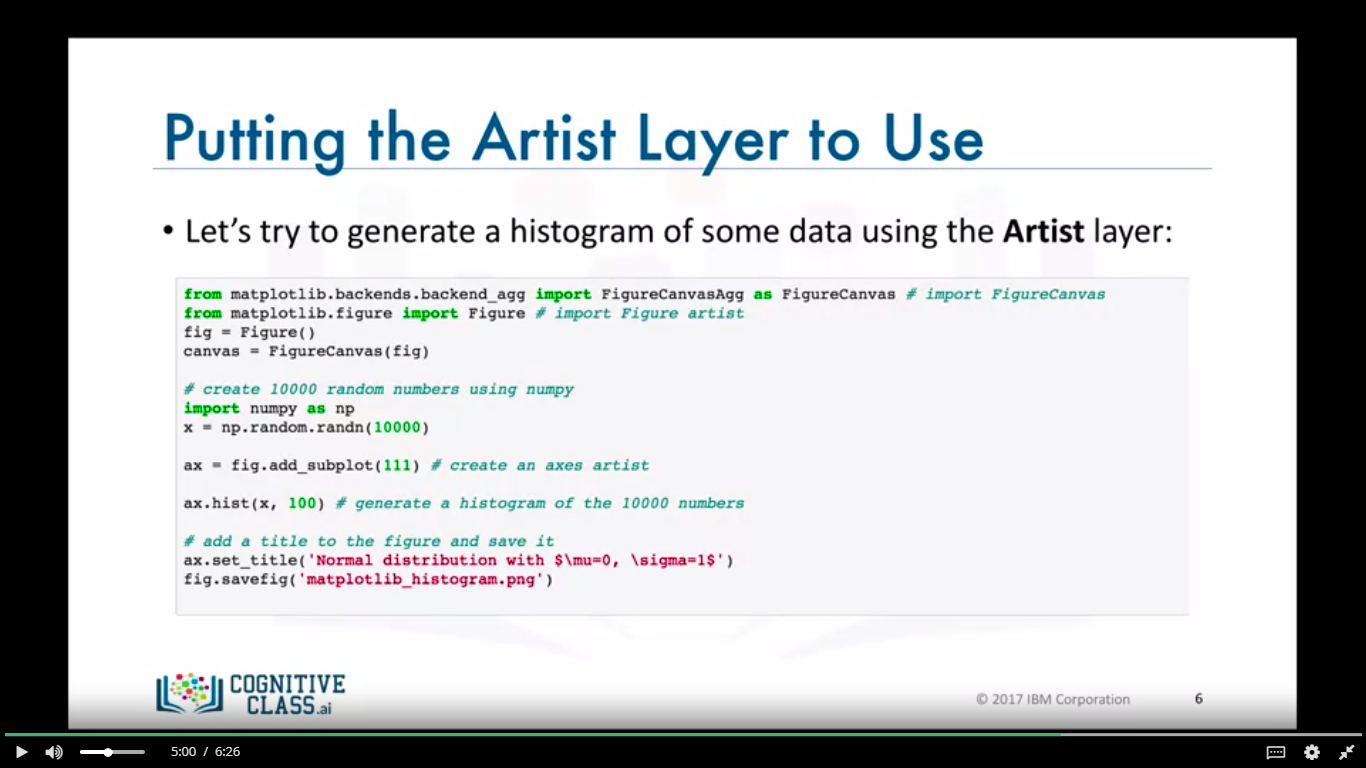 Putting the Artist Layer to Use
• Let’s try to generate a histogram of some data using the Artist layer:
from matplotlib.backends.backend_agg import FigureCanvasAgg as FigureCanvas # import FigureCanvas
from matplotlib.figure import Figure # import Figure artist
fig = Figure()
canvas = FigureCanvas(fig)
# create 10000 random numbers using numpy
import numpy as np
x = np.random.randn(10000)
ax = fig.add_subplot(111) # create an axes artist
ax.hist(x, 100) # generate a histogram of the 10000 numbers
# add a title to the figure and save it
ax.set_title('Normal distribution with $\mu=0, \sigma=1$')
fig.savefig('matplotlib_histogram.png')
COGNITIVE
CLASS.ai
© 2017 IBM Corporation
6
5:00 / 6:26